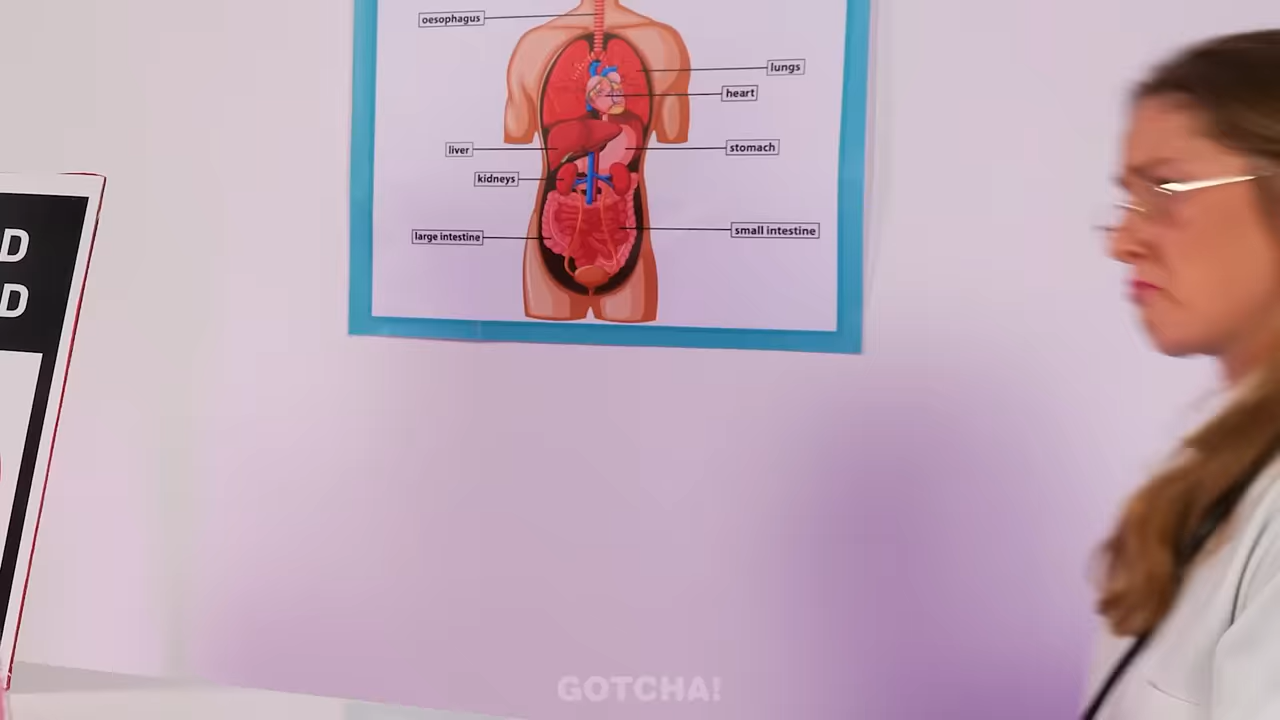 oesophagus
lungs
heart
liver
stomach
kidneys
large intestine
small intestine
D
D
GOTCHA!